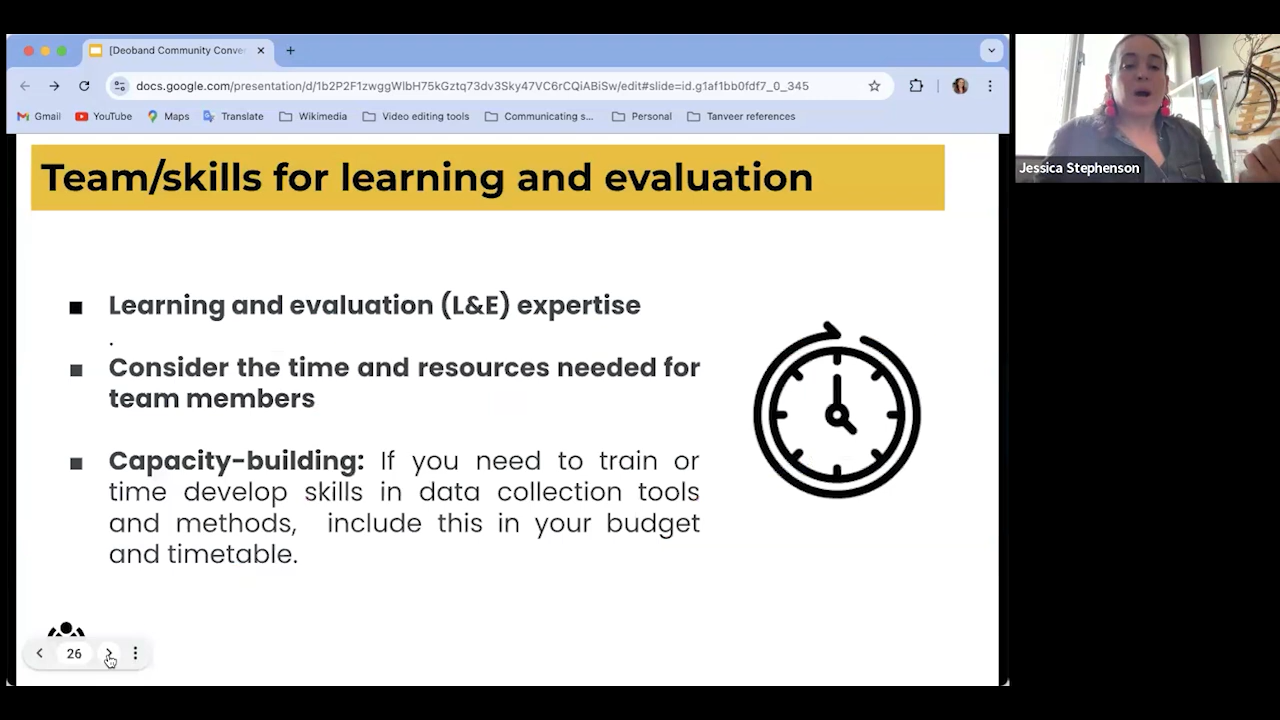 [Deoband Community Conve
docs.google.com/presentation/d/1b2P2F1zwggWlbH75kGztq73dv3Sky47VC6rCQiABiSw/edit#slide=id.g1af1bb0fdf7_0_345
Gmail YouTube Maps Translate Wikimedia Video editing tools Communicating s... Personal Tanveer references
Team/skills for learning and evaluation
Learning and evaluation (L&E) expertise
.
Consider the time and resources needed for
team members
Capacity-building: If you need to train or
time develop skills in data collection tools
and methods, include this in your budget
and timetable.
26
Jessica Stephenson